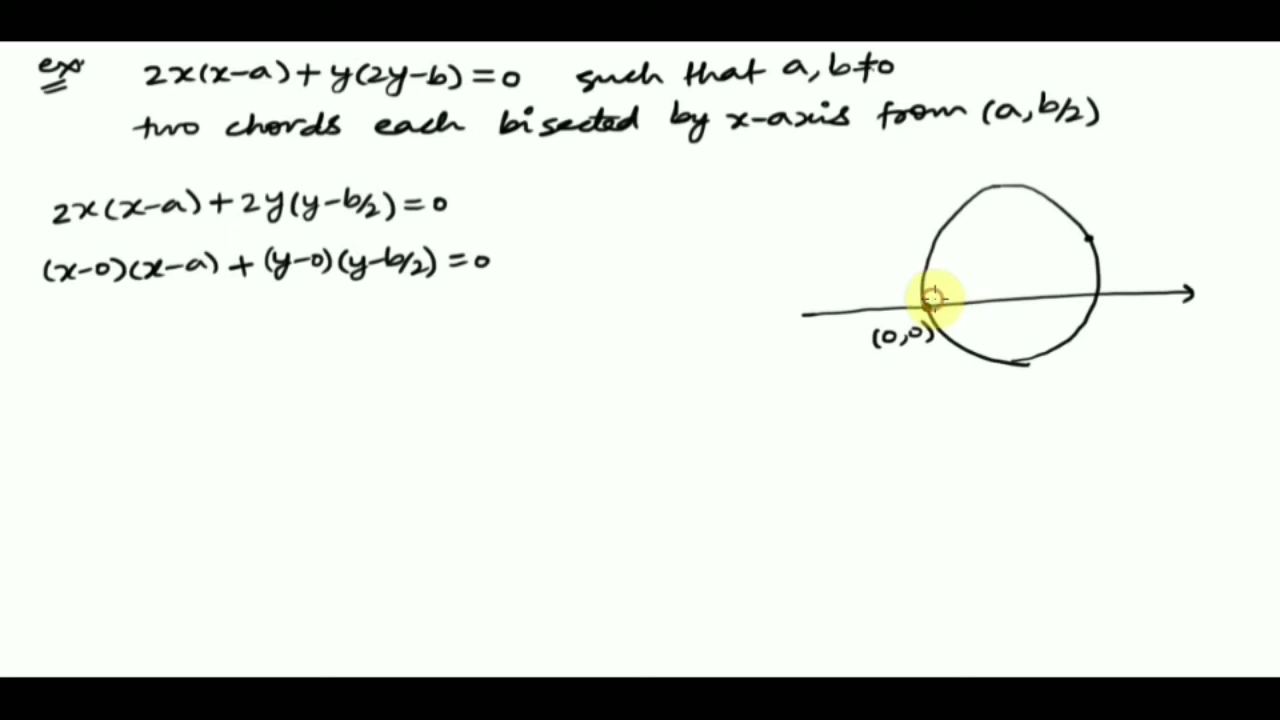 ex 2x(x-a) + y(2y-b) = 0 such that a, b≠0
two chords each bisected by x-axis from (a, b/2)
2x(x-a) + 2y(y-b/2) = 0
(x-0)(x-a) + (y-0)(y-b/2) = 0
(0,0)